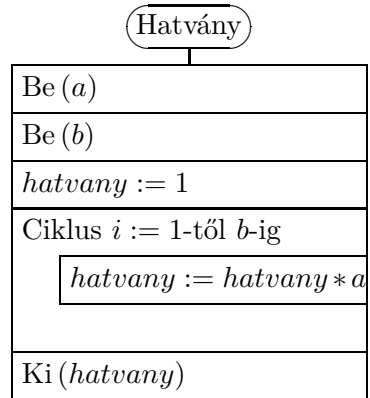 Hatvány
Be (a)
Be (b)
hatvany := 1
Ciklus i := 1-től b-ig
hatvany := hatvany * a
Ki (hatvany)